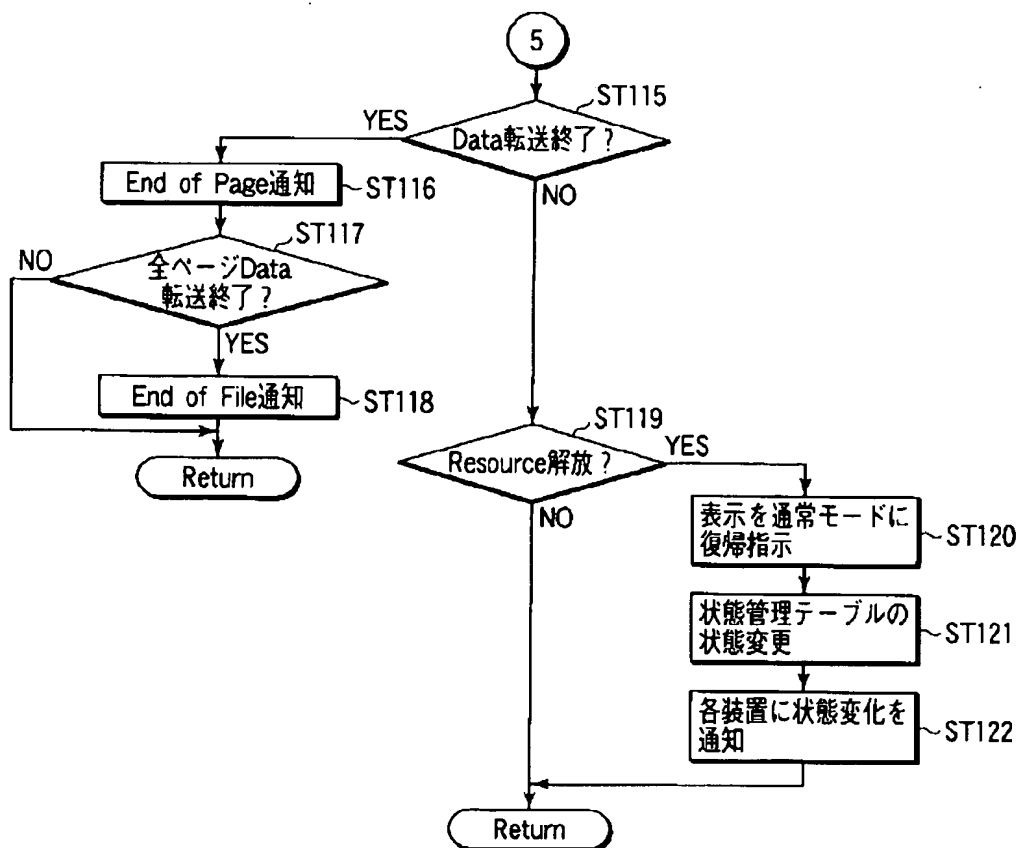 5
ST115
YES
Data転送終了?
NO
End of Page通知
ST116
ST117
NO
全ページData
転送終了?
YES
End of File通知
ST118
Return
ST119
YES
Resource解放?
NO
表示を通常モードに
復帰指示
ST120
状態管理テーブルの
状態変更
ST121
各装置に状態変化を
通知
ST122
Return